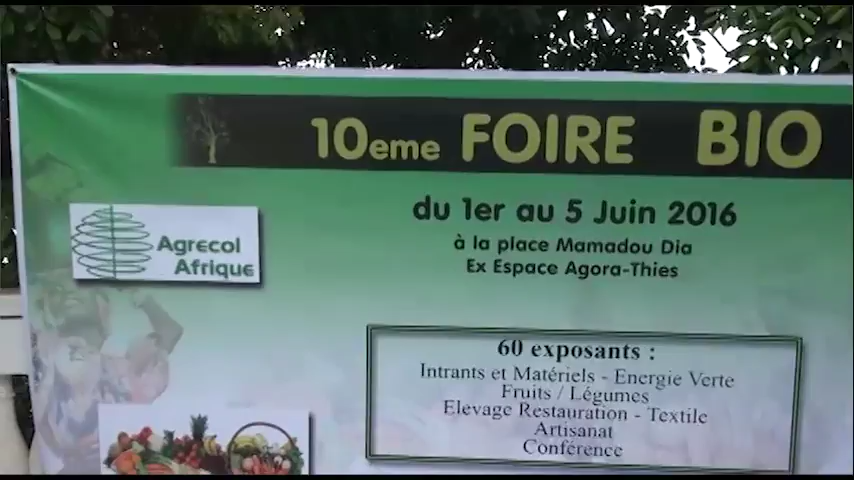 10eme FOIRE BIO
du 1er au 5 Juin 2016
à la place Mamadou Dia
Ex Espace Agora-Thies
Agrecol
Afrique
60 exposants :
Intrants et Matériels - Energie Verte
Fruits / Légumes
Elevage Restauration - Textile
Artisanat
Conférence